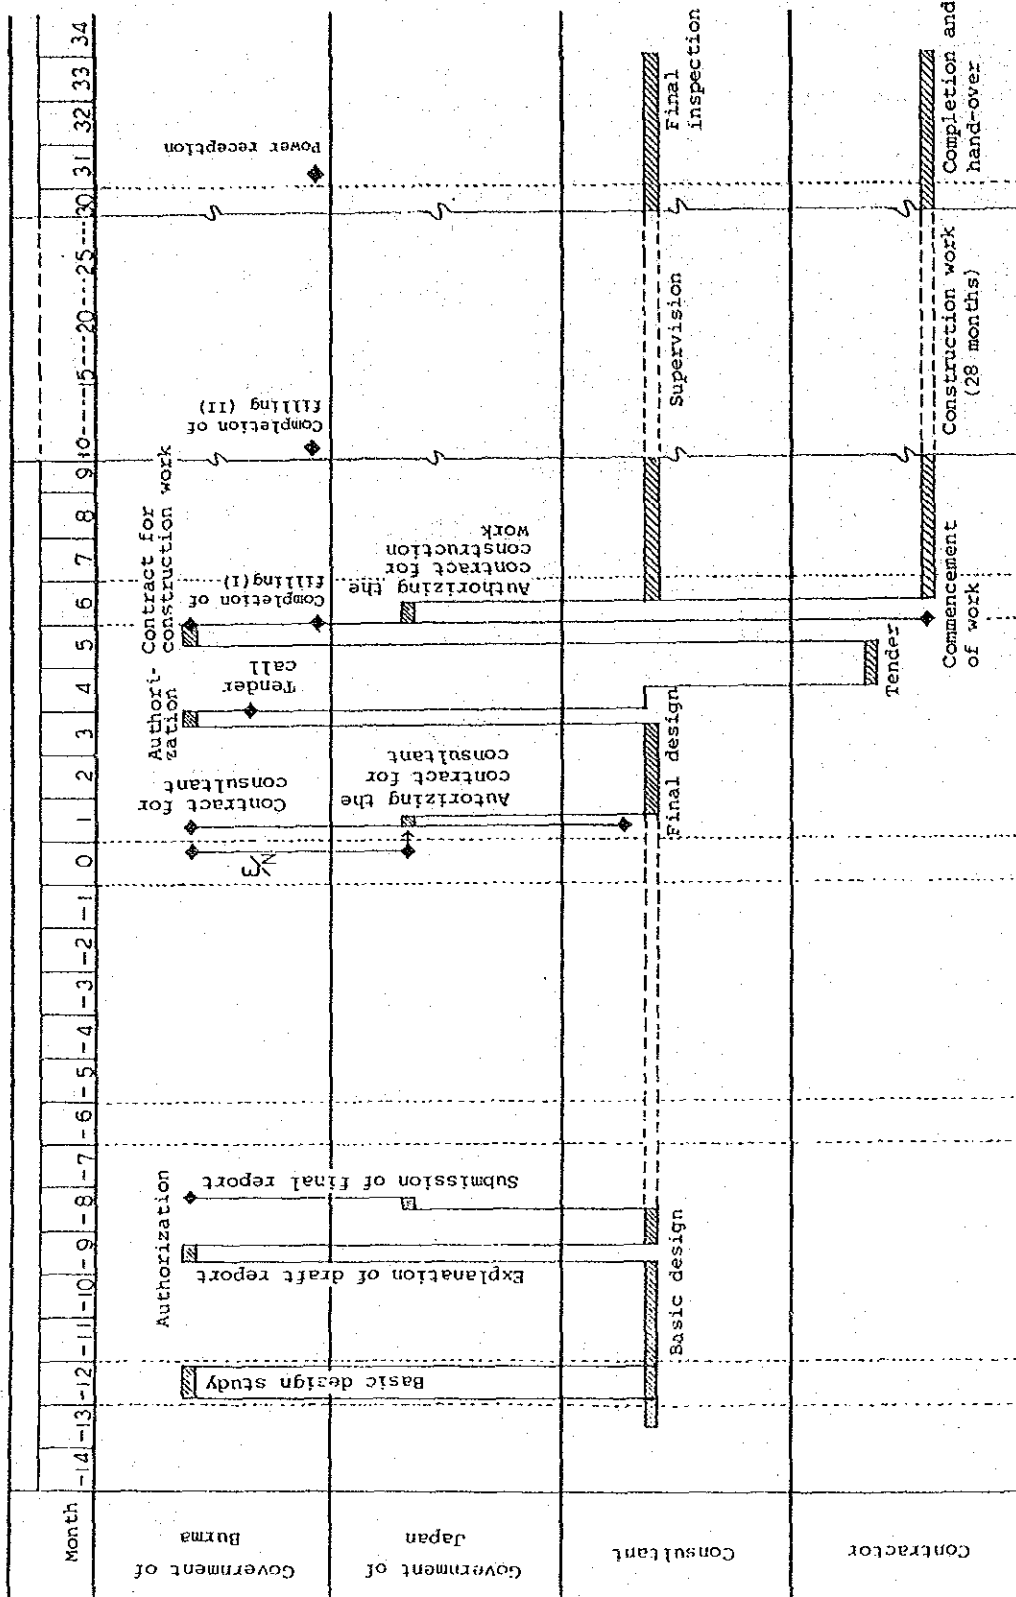 Month -14 -13 -12 -11 -10 -9 -8 -7 -6 -5 -4 -3 -2 -1 0 1 2 3 4 5 6 7 8 9 10---15---20---25---30 31 32 33 34
Government of
Burma
Basic design study
Explanation of draft report
Authorization
Submission of final report
E/N
Contract for
consultant
Authori-
zation
Tender
call
Contract for
construction work
Completion of
filling(I)
Completion of
filling (II)
Power reception
Government of
Japan
Autorizing the
contract for
consultant
Authorizing the
contract for
construction
work
Consultant
Basic design
Final design
Supervision
Final
inspection
Contractor
Tender
Commencement
of work
Construction work
(28 months)
Completion and
hand-over